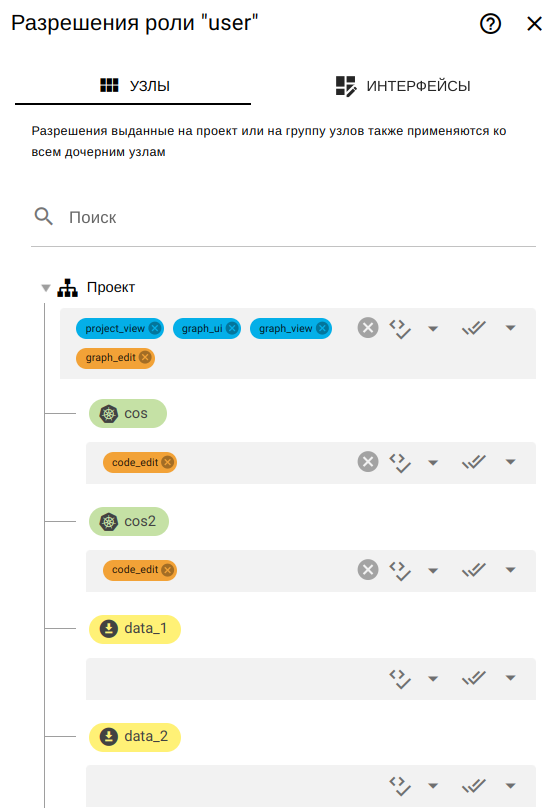 Разрешения роли "user"
УЗЛЫ
ИНТЕРФЕЙСЫ
Разрешения выданные на проект или на группу узлов также применяются ко
всем дочерним узлам
Поиск
Проект
project_view graph_ui graph_view
graph_edit
cos
code_edit
cos2
code_edit
data_1
data_2